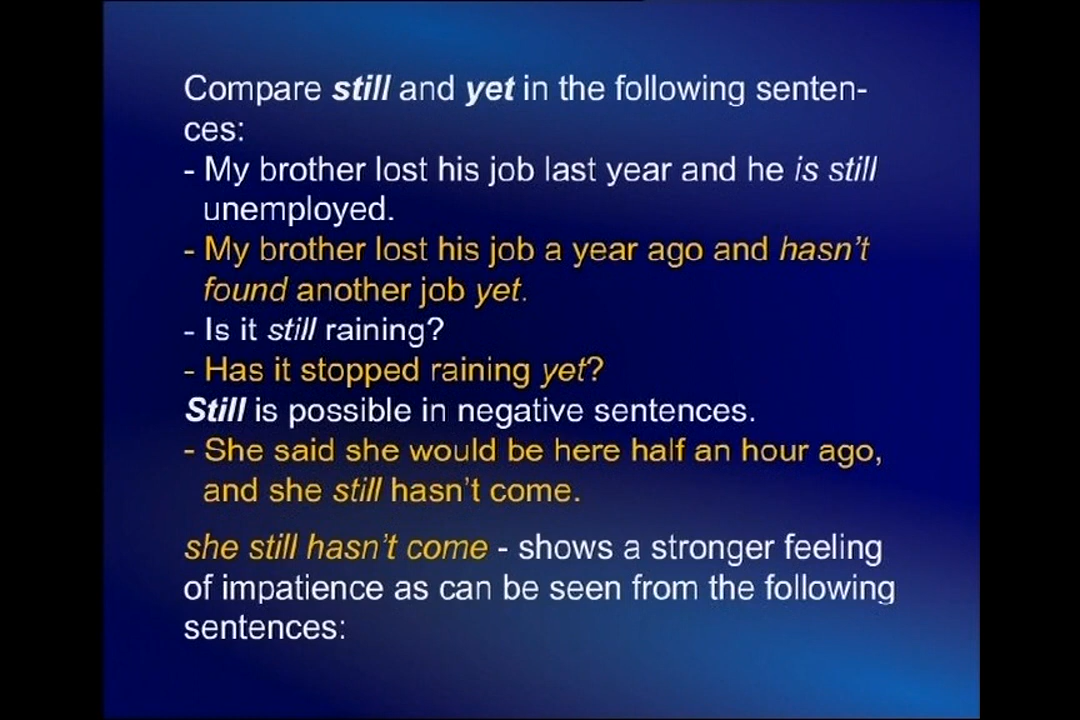 Compare still and yet in the following senten-
ces:
- My brother lost his job last year and he is still
unemployed.
- My brother lost his job a year ago and hasn't
found another job yet.
- Is it still raining?
- Has it stopped raining yet?
Still is possible in negative sentences.
- She said she would be here half an hour ago,
and she still hasn't come.
she still hasn't come - shows a stronger feeling
of impatience as can be seen from the following
sentences: